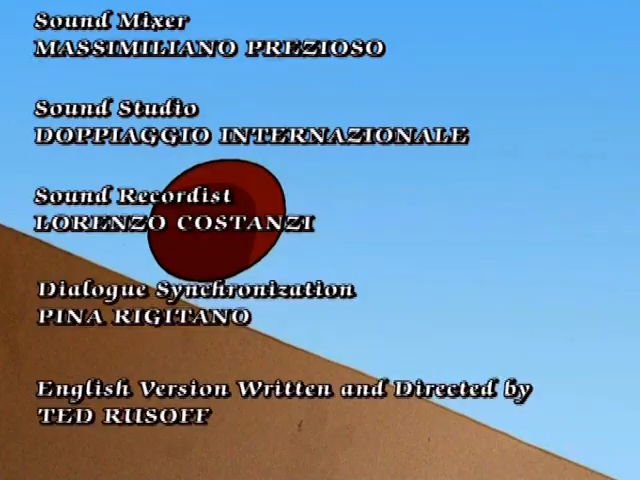 Sound Mixer
MASSIMILIANO PREZIOSO
Sound Studio
DOPPIAGGIO INTERNAZIONALE
Sound Recordist
LORENZO COSTANZI
Dialogue Synchronization
PINA RIGITANO
English Version Written and Directed by
TED RUSOFF